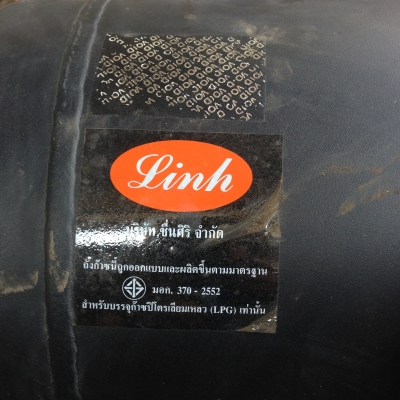 Linh
บริษัท ชื่นศิริ จำกัด
ถังก๊าซนี้ถูกออกแบบและผลิตขึ้นตามมาตรฐาน
มอก. 370 - 2552
สำหรับบรรจุก๊าซปิโตรเลียมเหลว (LPG) เท่านั้น